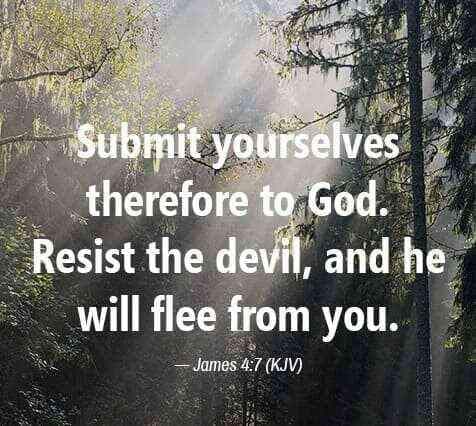 Submit yourselves
therefore to God.
Resist the devil, and he
will flee from you.
— James 4:7 (KJV)